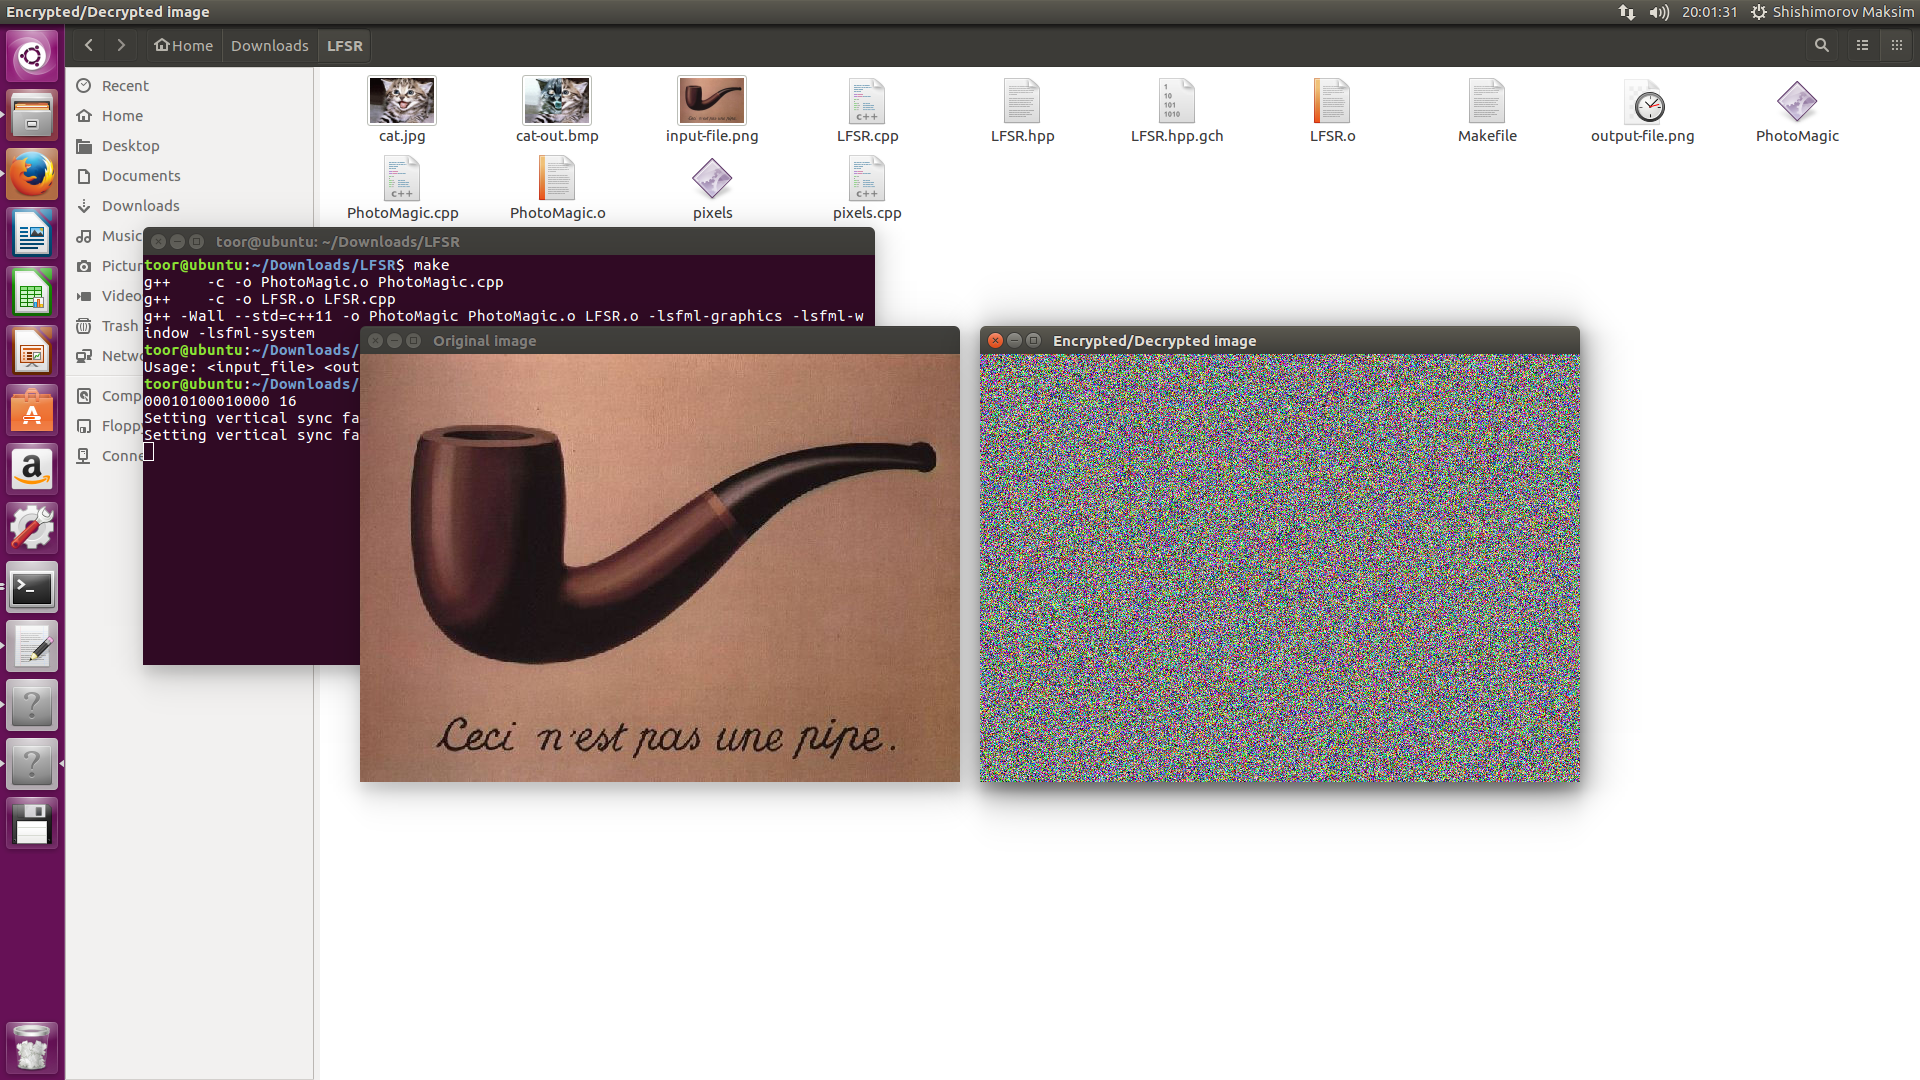 Encrypted/Decrypted image
20:01:31
Shishimorov Maksim
Home
Downloads
LFSR
Recent
Home
Desktop
Documents
Downloads
Music
Pictur
Video
Trash
Netwo
Comp
Flopp
Conne
cat.jpg
cat-out.bmp
input-file.png
LFSR.cpp
LFSR.hpp
LFSR.hpp.gch
LFSR.o
Makefile
output-file.png
PhotoMagic
PhotoMagic.cpp
PhotoMagic.o
pixels
pixels.cpp
toor@ubuntu: ~/Downloads/LFSR
toor@ubuntu:~/Downloads/LFSR$ make
g++    -c -o PhotoMagic.o PhotoMagic.cpp
g++    -c -o LFSR.o LFSR.cpp
g++ -Wall --std=c++11 -o PhotoMagic PhotoMagic.o LFSR.o -lsfml-graphics -lsfml-w
indow -lsfml-system
toor@ubuntu:~/Downloads/
Usage: <input_file> <out
toor@ubuntu:~/Downloads/
00010100010000 16
Setting vertical sync fa
Setting vertical sync fa
Original image
Ceci n'est pas une pipe.
Encrypted/Decrypted image